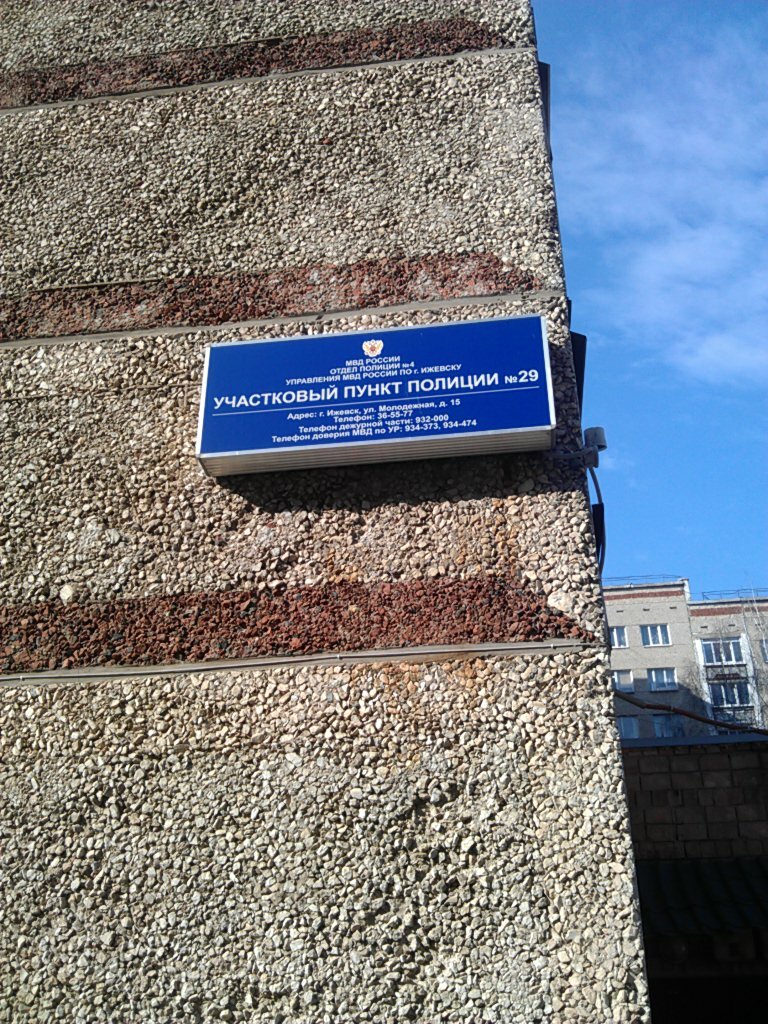 МВД РОССИИ
ОТДЕЛ ПОЛИЦИИ №4
УПРАВЛЕНИЯ МВД РОССИИ ПО г. ИЖЕВСКУ
УЧАСТКОВЫЙ ПУНКТ ПОЛИЦИИ №29
Адрес: г. Ижевск, ул. Молодежная, д. 15
Телефон: 36-55-77
Телефон дежурной части: 932-000
Телефон доверия МВД по УР: 934-373, 934-474